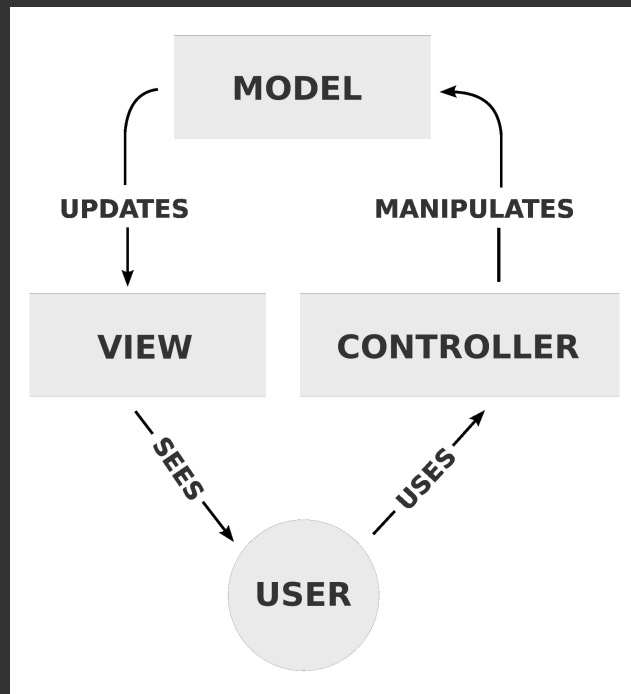 MODEL
UPDATES
MANIPULATES
VIEW
CONTROLLER
SEES
USES
USER